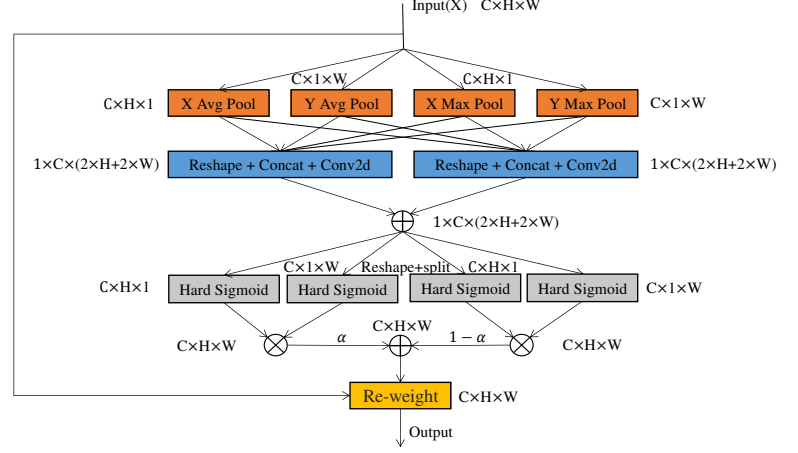 Input(X) C×H×W
C×1×W C×H×1
C×H×1 X Avg Pool Y Avg Pool X Max Pool Y Max Pool C×1×W
1×C×(2×H+2×W) Reshape + Concat + Conv2d Reshape + Concat + Conv2d 1×C×(2×H+2×W)
1×C×(2×H+2×W)
C×1×W Reshape+split C×H×1
C×H×1 Hard Sigmoid Hard Sigmoid Hard Sigmoid Hard Sigmoid C×1×W
C×H×W
C×H×W α 1 − α C×H×W
Re-weight C×H×W
Output